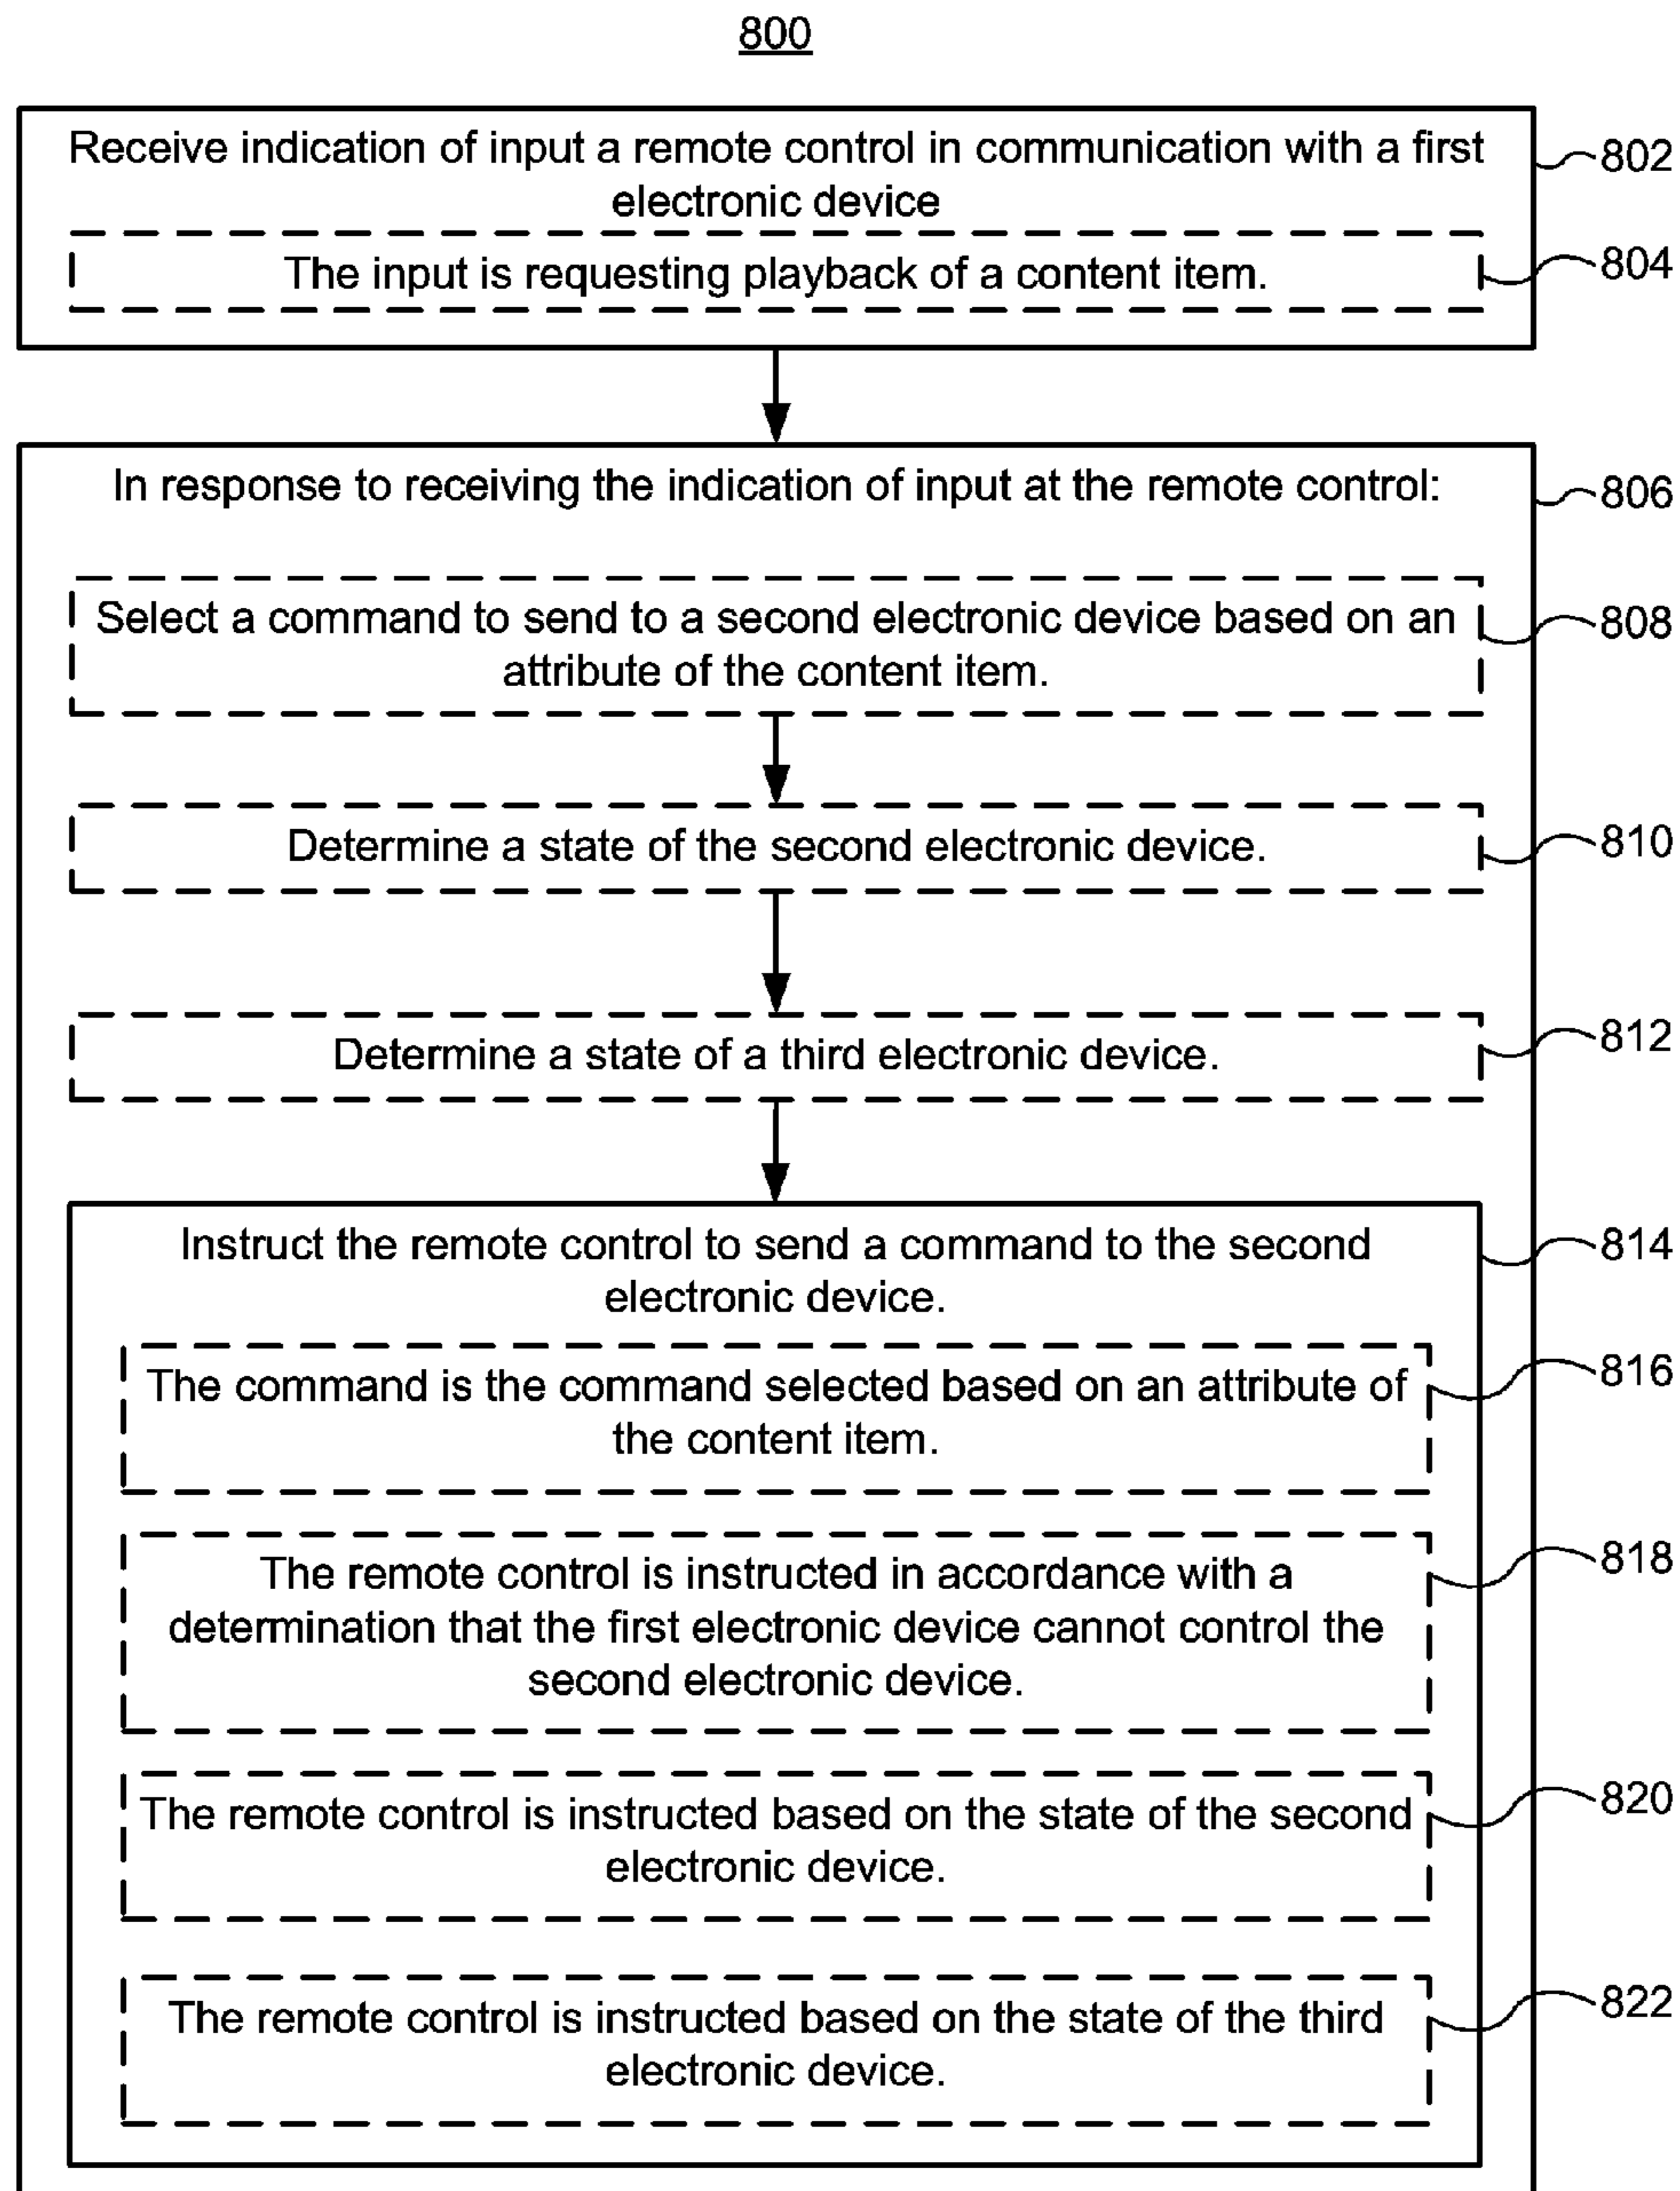 800
Receive indication of input a remote control in communication with a first
electronic device
802
The input is requesting playback of a content item.
804
In response to receiving the indication of input at the remote control:
806
Select a command to send to a second electronic device based on an
attribute of the content item.
808
Determine a state of the second electronic device.
810
Determine a state of a third electronic device.
812
Instruct the remote control to send a command to the second
electronic device.
814
The command is the command selected based on an attribute of
the content item.
816
The remote control is instructed in accordance with a
determination that the first electronic device cannot control the
second electronic device.
818
The remote control is instructed based on the state of the second
electronic device.
820
The remote control is instructed based on the state of the third
electronic device.
822